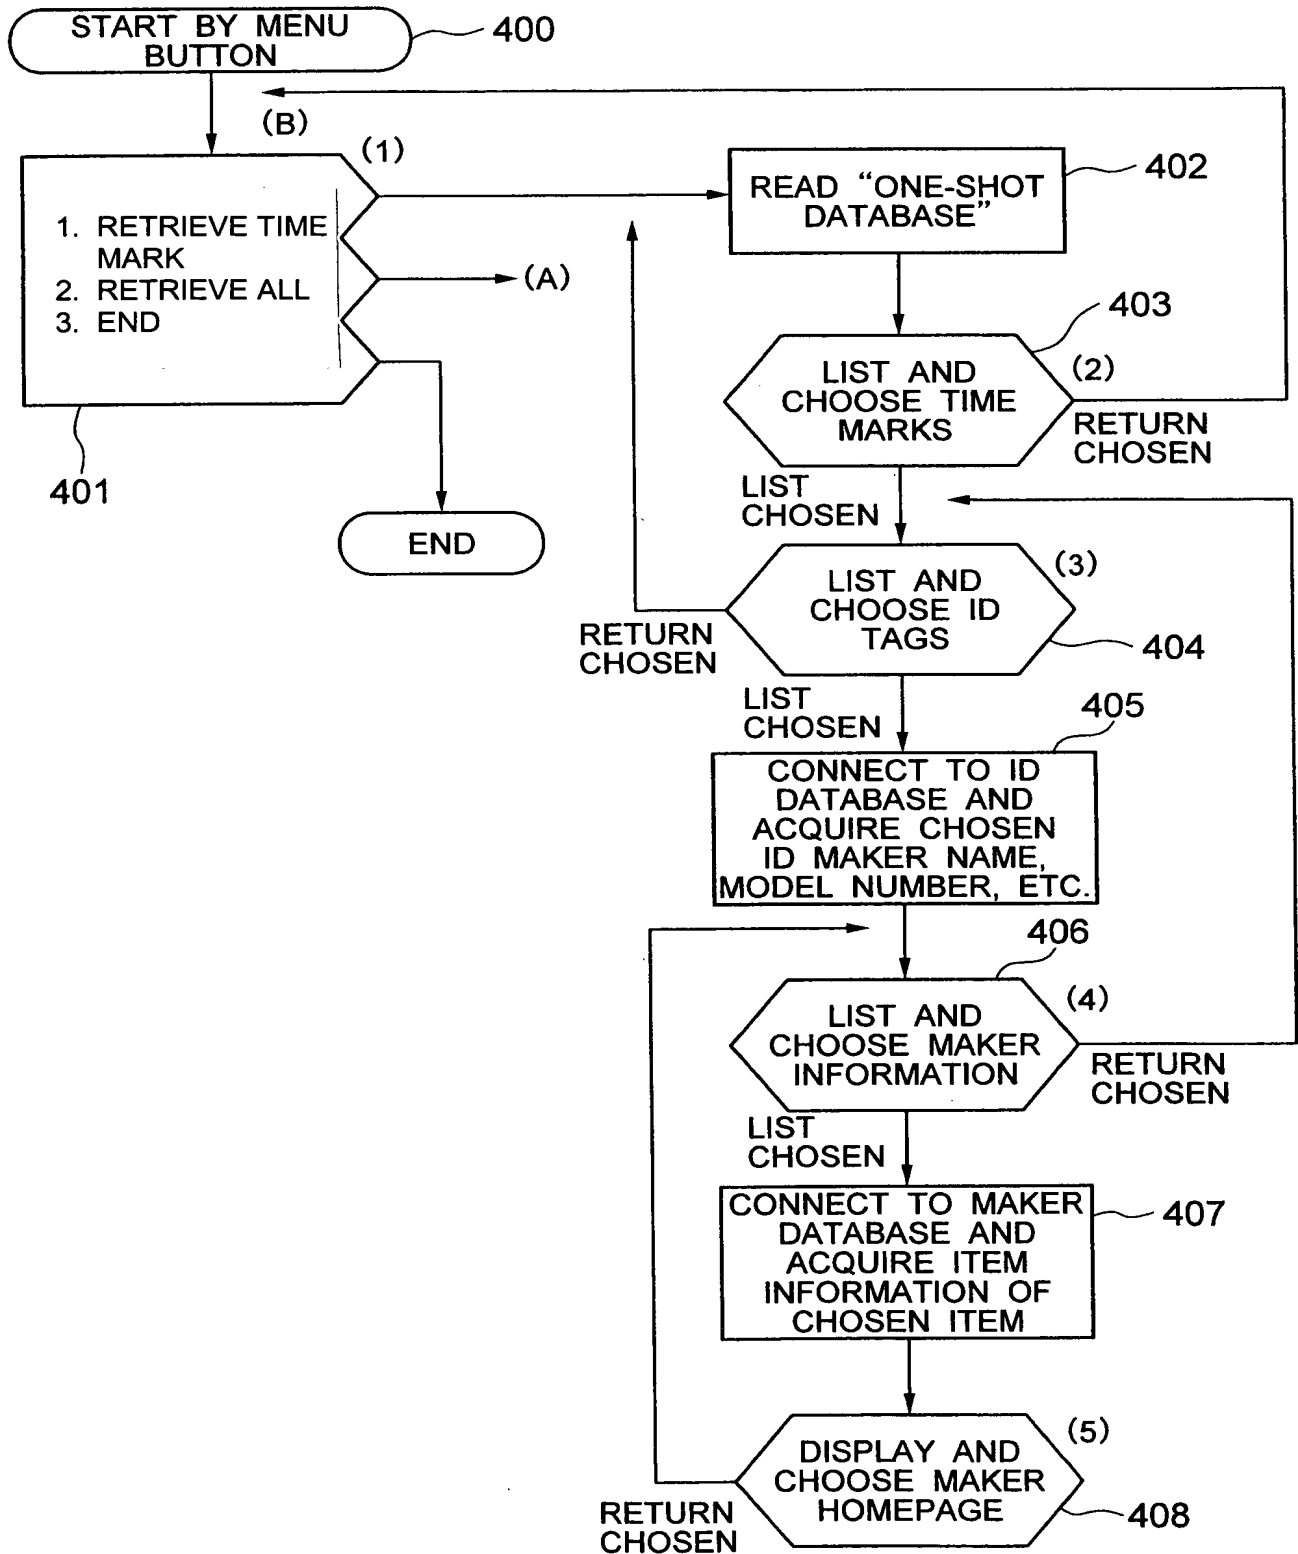 START BY MENU
BUTTON
400
(B)
(1)
1. RETRIEVE TIME
MARK
2. RETRIEVE ALL
3. END
401
(A)
END
READ “ONE-SHOT
DATABASE”
402
LIST AND
CHOOSE TIME
MARKS
403
(2)
RETURN
CHOSEN
LIST
CHOSEN
LIST AND
CHOOSE ID
TAGS
(3)
404
RETURN
CHOSEN
LIST
CHOSEN
405
CONNECT TO ID
DATABASE AND
ACQUIRE CHOSEN
ID MAKER NAME,
MODEL NUMBER, ETC.
406
LIST AND
CHOOSE MAKER
INFORMATION
(4)
RETURN
CHOSEN
LIST
CHOSEN
CONNECT TO MAKER
DATABASE AND
ACQUIRE ITEM
INFORMATION OF
CHOSEN ITEM
407
DISPLAY AND
CHOOSE MAKER
HOMEPAGE
(5)
408
RETURN
CHOSEN